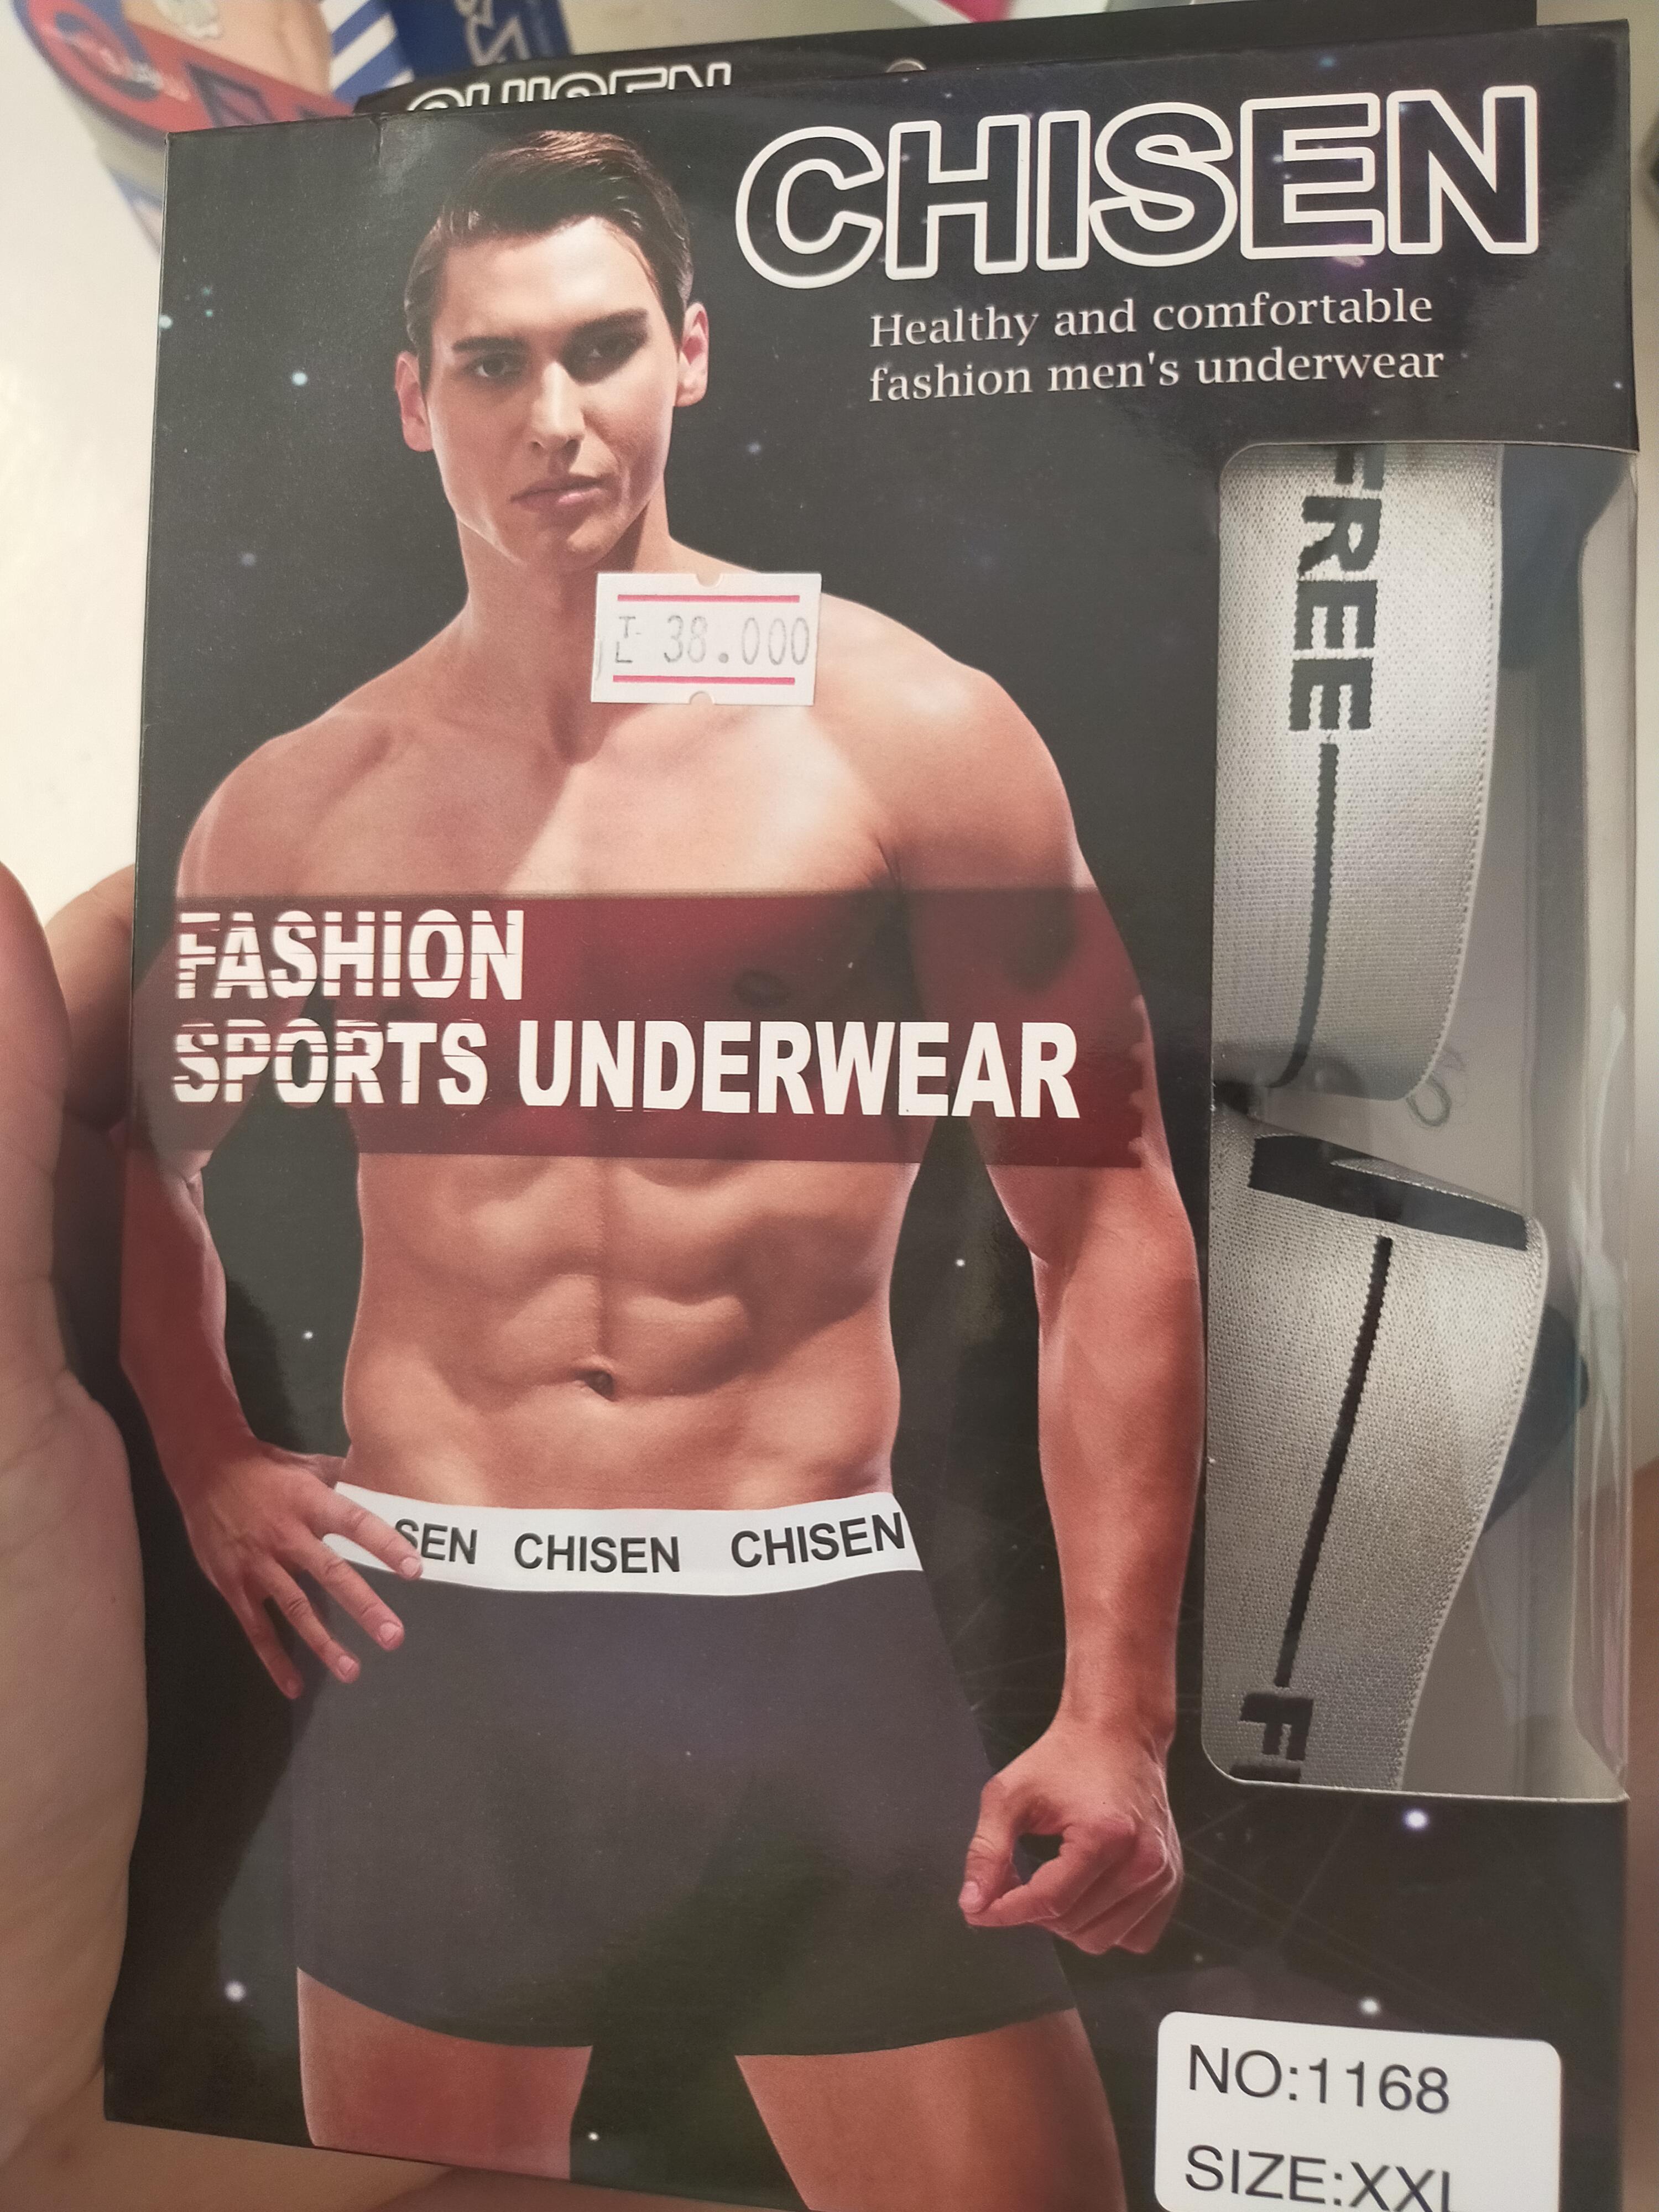 CHISEN
CHISEN
Healthy and comfortable
fashion men's underwear
TL 38.000
FREE
FASHION
SPORTS UNDERWEAR
SEN CHISEN CHISEN
F
NO:1168
SIZE:XXL